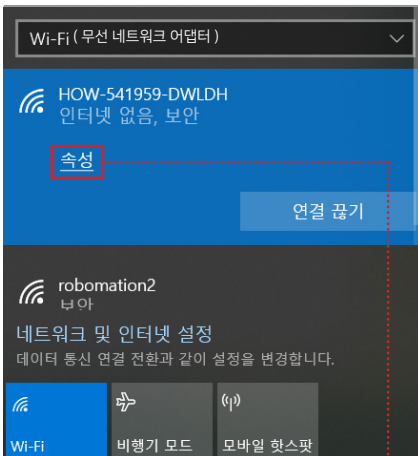 Wi-Fi (무선 네트워크 어댑터)
HOW-541959-DWLDH
인터넷 없음, 보안
속성
연결 끊기
robomation2
보안
네트워크 및 인터넷 설정
데이터 통신 연결 전환과 같이 설정을 변경합니다.
Wi-Fi 비행기 모드 모바일 핫스팟